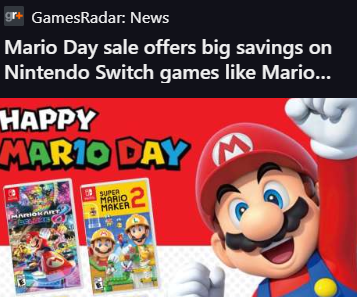 gr+ GamesRadar: News
Mario Day sale offers big savings on
Nintendo Switch games like Mario...
HAPPY
MAR10 DAY
MARIOKART
SUPER
MARIO
MAKER 2
M